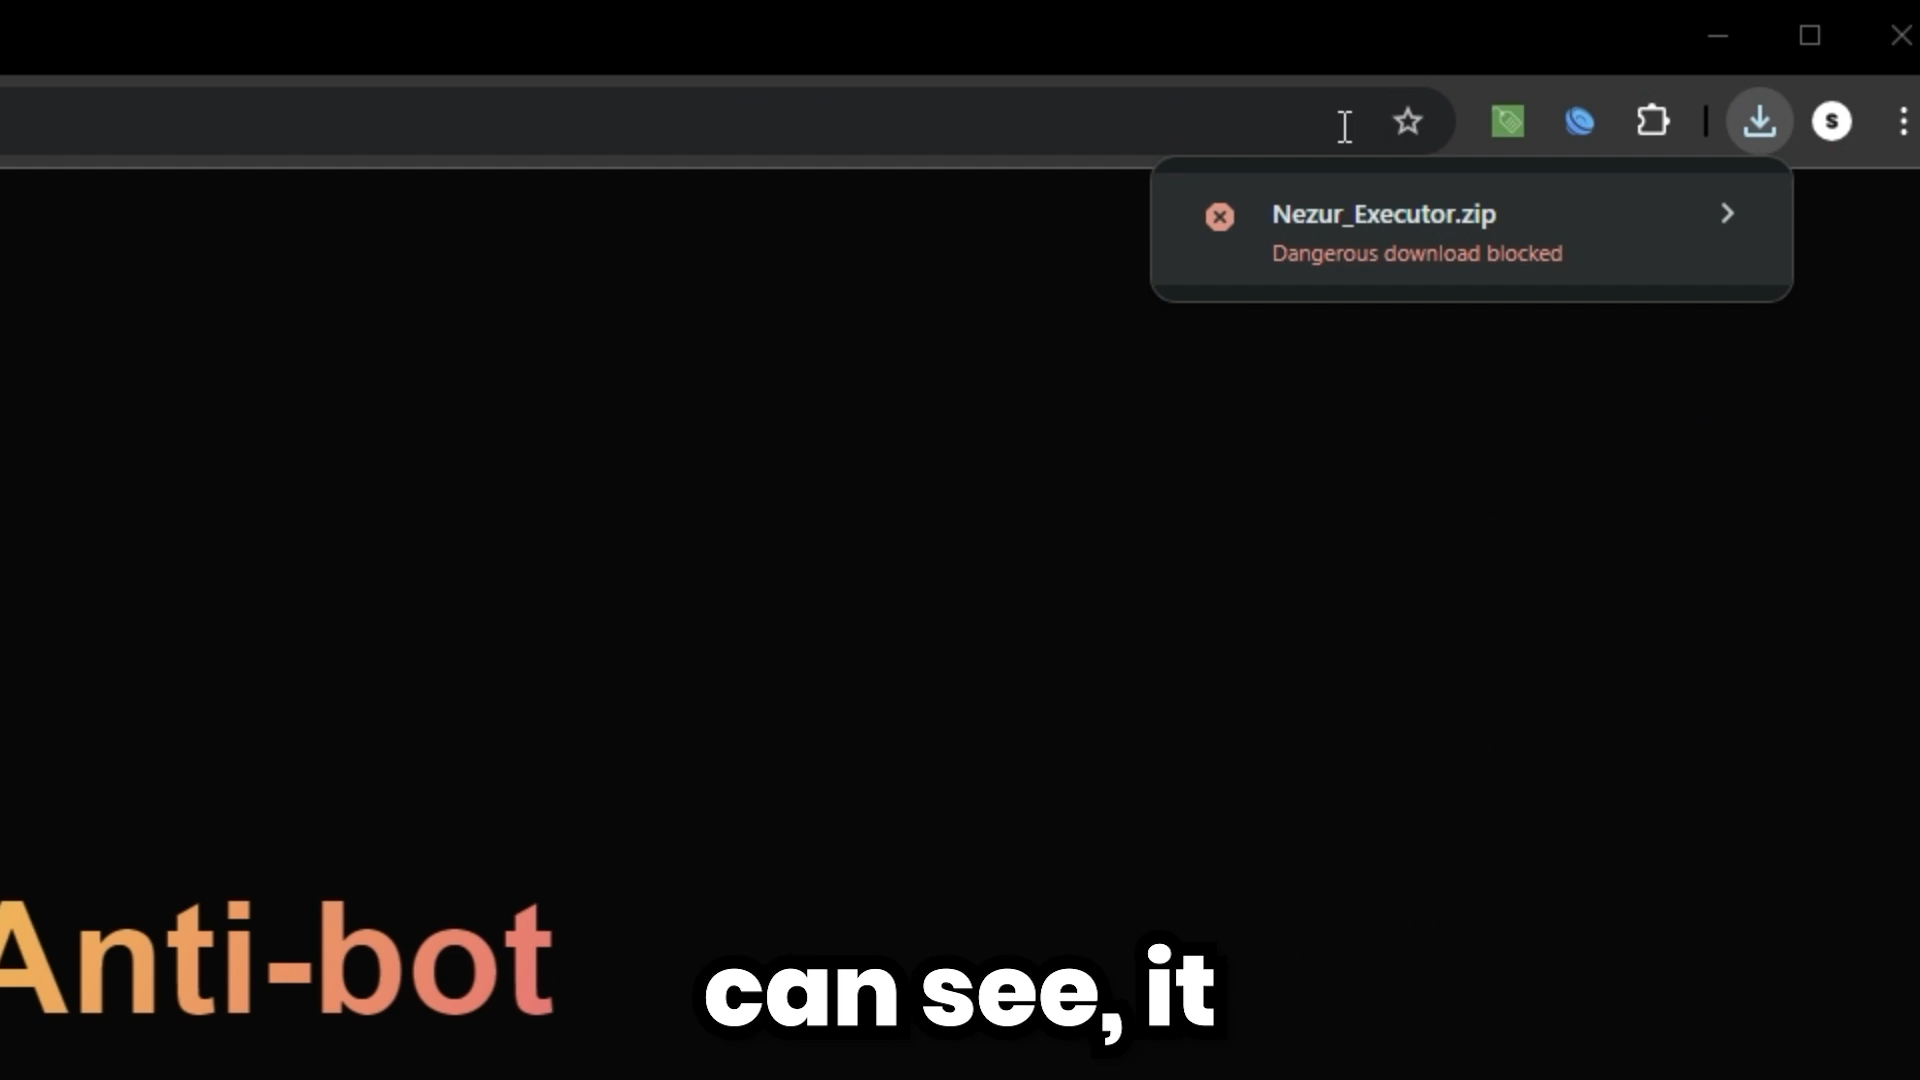 S
Nezur_Executor.zip
Dangerous download blocked
Anti-bot
can see, it